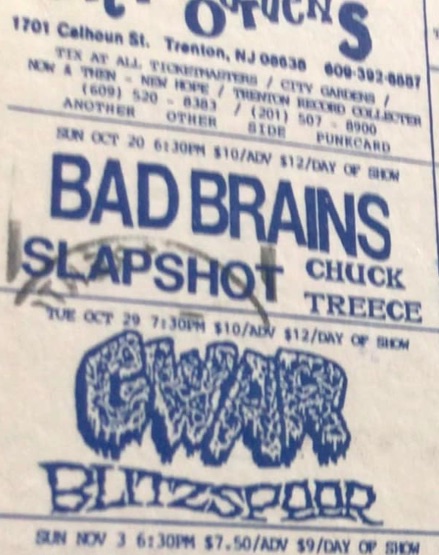 1701 Calhoun St. Trenton, NJ 08638 609-392-8887
TIX AT ALL TICKETMASTERS / CITY GARDENS /
NOW & THEN - NEW HOPE / TRENTON RECORD COLLECTER
(609) 520 - 8383 / (201) 507 - 8900
ANOTHER OTHER SIDE PUNKCARD
SUN OCT 20 6:30PM $10/ADV $12/DAY OF SHOW
BAD BRAINS
SLAPSHOT CHUCK TREECE
TUE OCT 29 7:30PM $10/ADV $12/DAY OF SHOW
GWAR
BLITZSPEER
SUN NOV 3 6:30PM $7.50/ADV $9/DAY OF SHOW